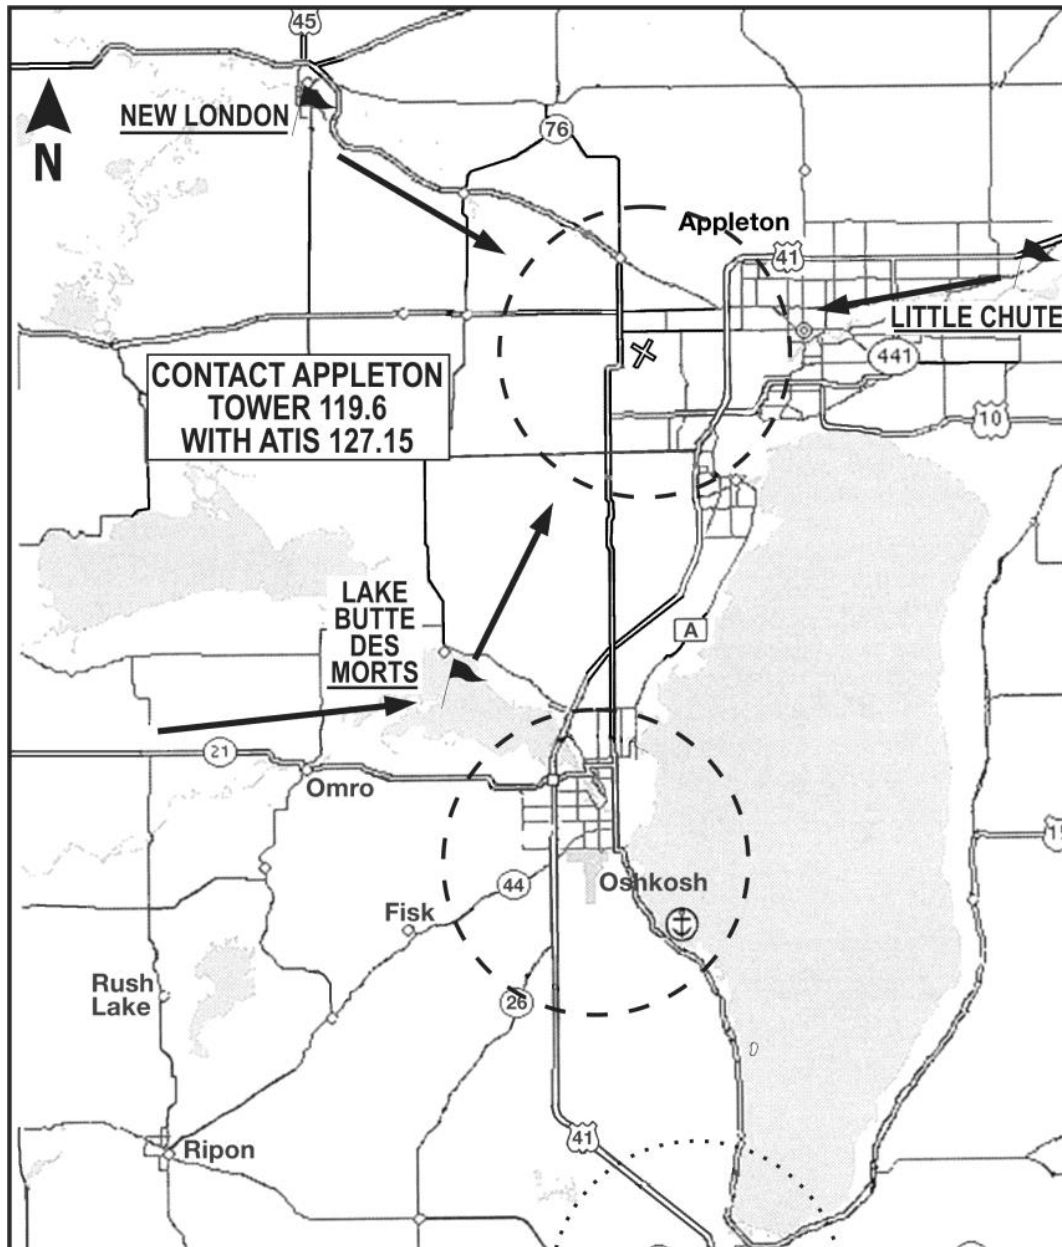 45
NEW LONDON
N
76
Appleton
41
LITTLE CHUTE
441
CONTACT APPLETON
TOWER 119.6
WITH ATIS 127.15
10
LAKE
BUTTE
DES
MORTS
A
21
Omro
44
Oshkosh
Fisk
Rush
Lake
26
Ripon
41